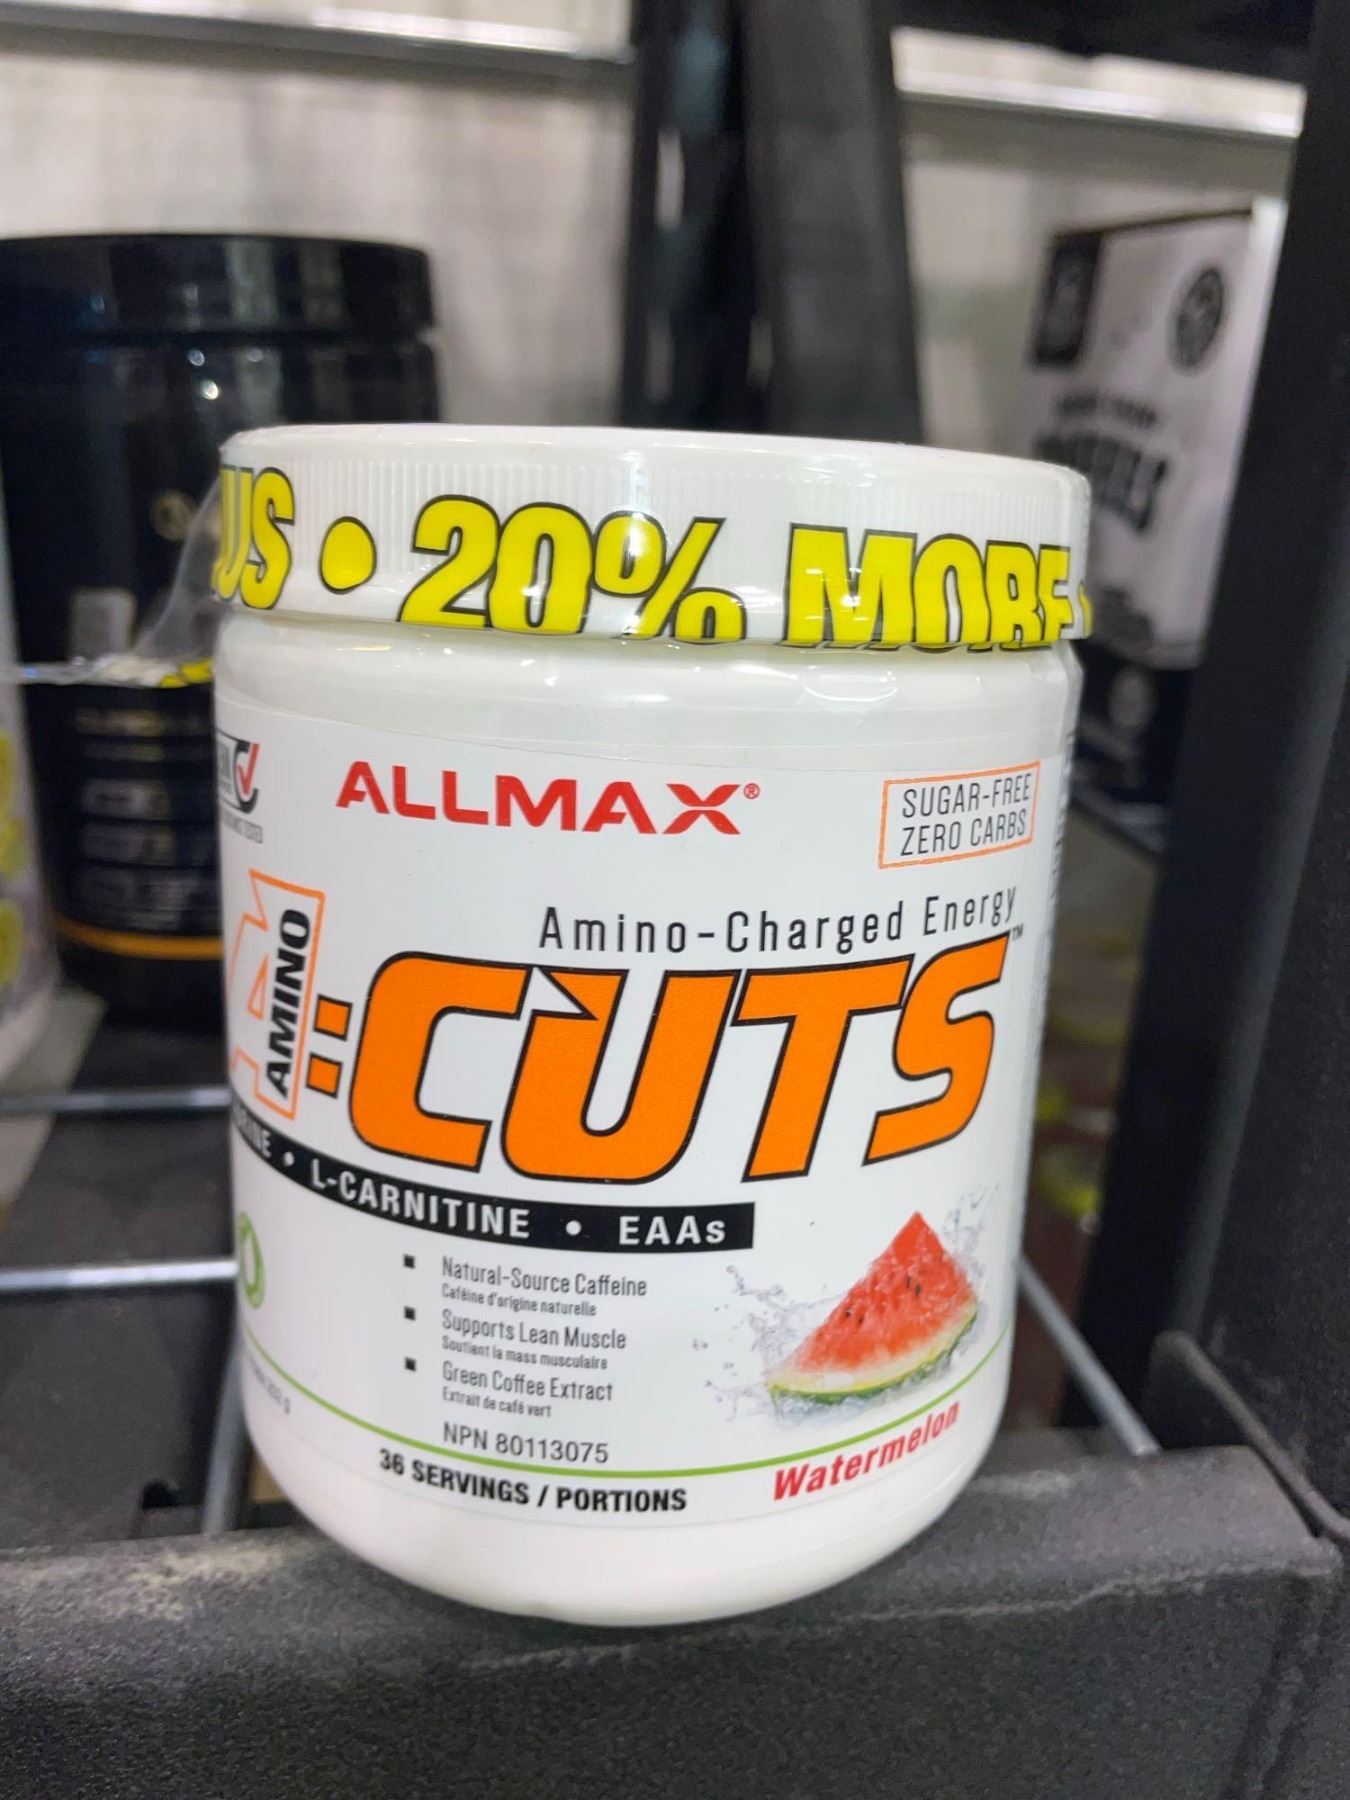 • 20% MORE
ALLMAX®
SUGAR-FREE
ZERO CARBS
Amino-Charged Energy
A:CUTS™
AMINO
• L-CARNITINE • EAAs
Natural-Source Caffeine
Caféine d'origine naturelle
Supports Lean Muscle
Soutient la mass musculaire
Green Coffee Extract
Extrait de café vert
NPN 80113075
36 SERVINGS / PORTIONS
Watermelon